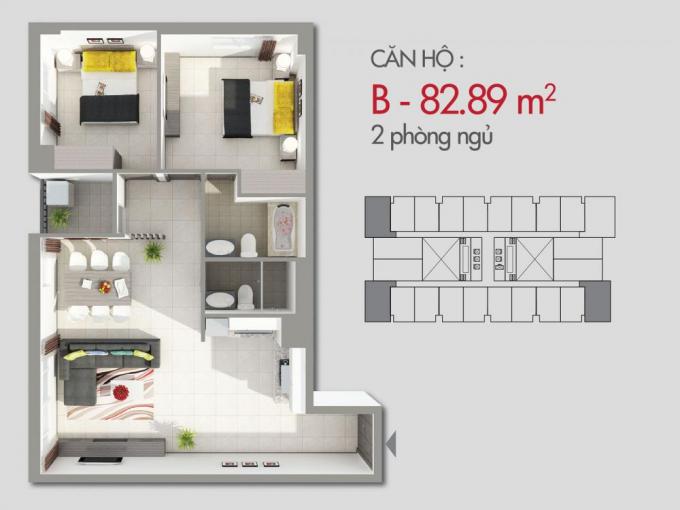 CĂN HỘ :
B - 82.89 m²
2 phòng ngủ